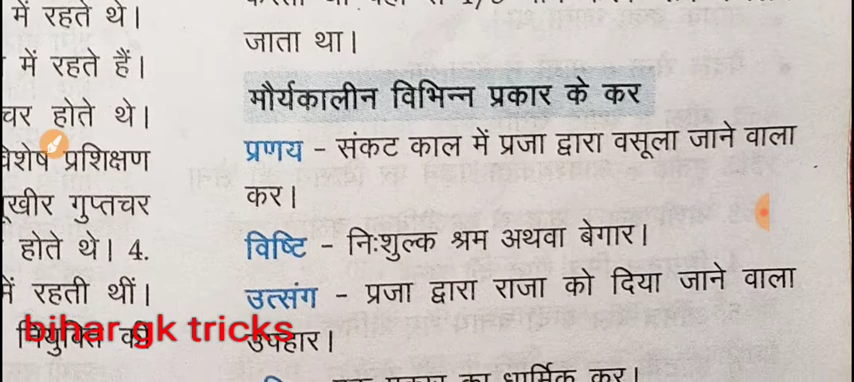 में रहते थे।
में रहते हैं।
चर होते थे।
विशेष प्रशिक्षण
गुप्तचर
होते थे। 4.
में रहती थीं।
नियुक्ति की
जाता था।
मौर्यकालीन विभिन्न प्रकार के कर
प्रणय - संकट काल में प्रजा द्वारा वसूला जाने वाला
कर।
विष्टि - निःशुल्क श्रम अथवा बेगार।
उत्संग - प्रजा द्वारा राजा को दिया जाने वाला
उपहार।
का धार्मिक कर।
bihar gk tricks